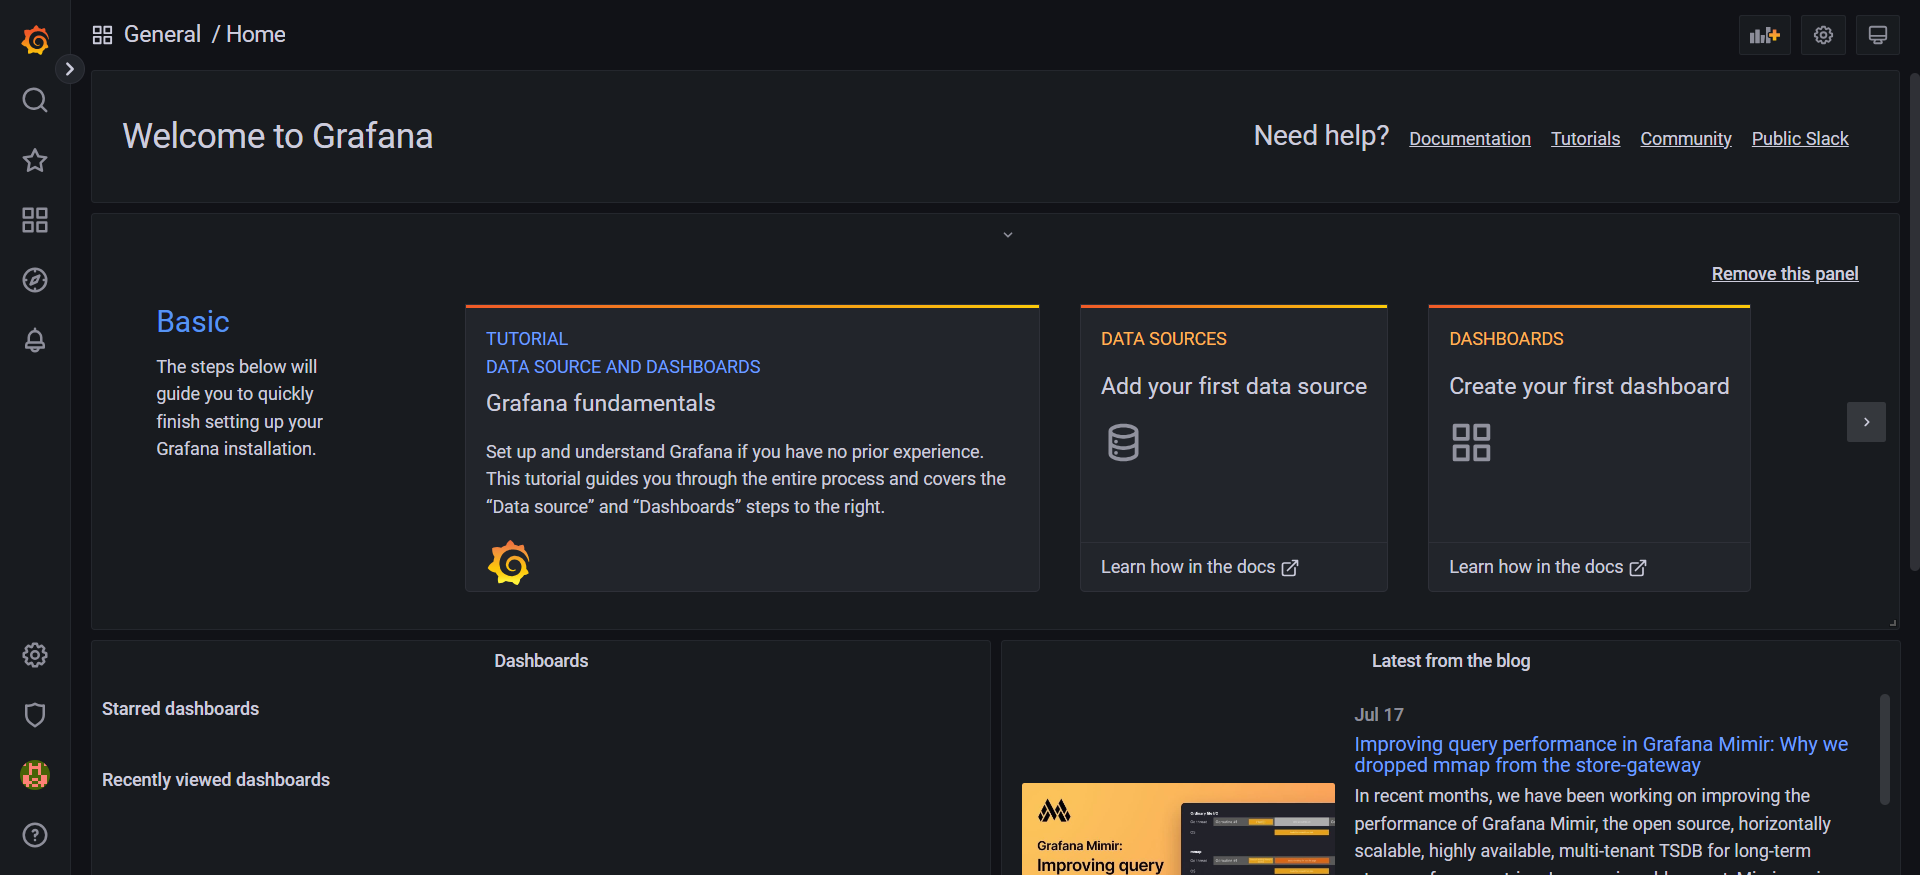 General / Home
Welcome to Grafana
Need help? Documentation Tutorials Community Public Slack
Remove this panel
Basic
The steps below will
guide you to quickly
finish setting up your
Grafana installation.
TUTORIAL
DATA SOURCE AND DASHBOARDS
Grafana fundamentals
Set up and understand Grafana if you have no prior experience.
This tutorial guides you through the entire process and covers the
“Data source” and “Dashboards” steps to the right.
DATA SOURCES
Add your first data source
Learn how in the docs
DASHBOARDS
Create your first dashboard
Learn how in the docs
Dashboards
Starred dashboards
Recently viewed dashboards
Latest from the blog
Grafana Mimir:
Improving query
Jul 17
Improving query performance in Grafana Mimir: Why we
dropped mmap from the store-gateway
In recent months, we have been working on improving the
performance of Grafana Mimir, the open source, horizontally
scalable, highly available, multi-tenant TSDB for long-term